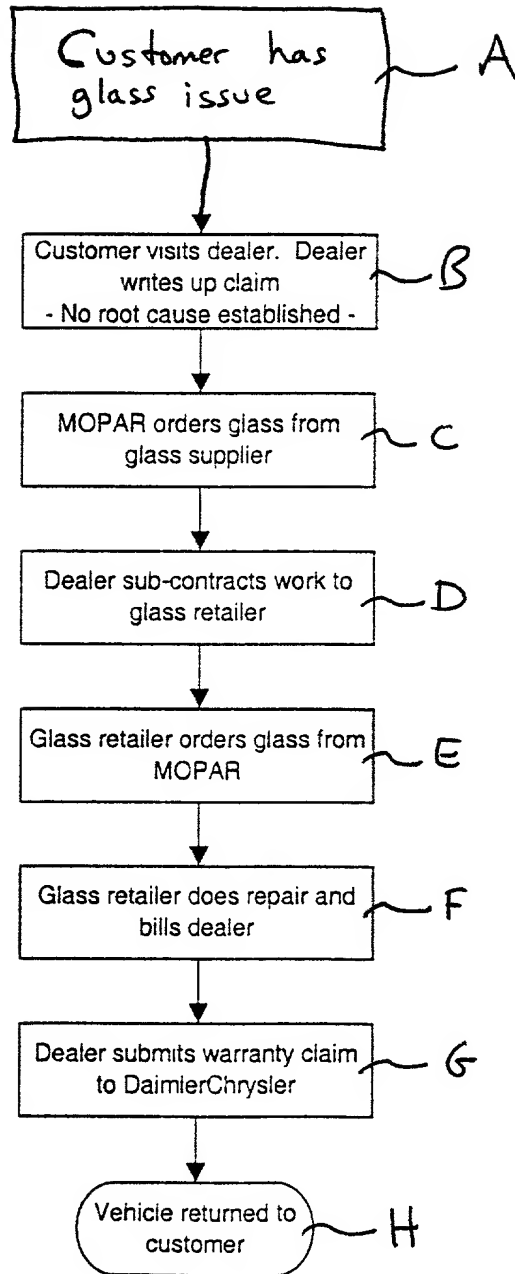 Customer has
glass issue
A
Customer visits dealer. Dealer
writes up claim
- No root cause established -
B
MOPAR orders glass from
glass supplier
C
Dealer sub-contracts work to
glass retailer
D
Glass retailer orders glass from
MOPAR
E
Glass retailer does repair and
bills dealer
F
Dealer submits warranty claim
to DaimlerChrysler
G
Vehicle returned to
customer
H